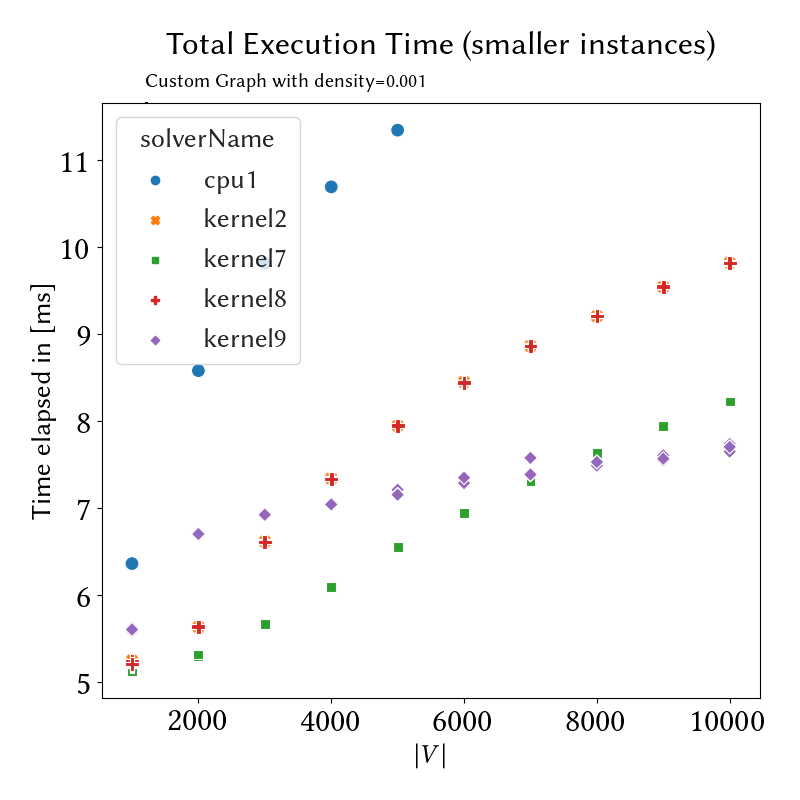 Total Execution Time (smaller instances)
Custom Graph with density=0.001
solverName
cpu1
kernel2
kernel7
kernel8
kernel9
Time elapsed in [ms]
11
10
9
8
7
6
5
2000 4000 6000 8000 10000
|V|